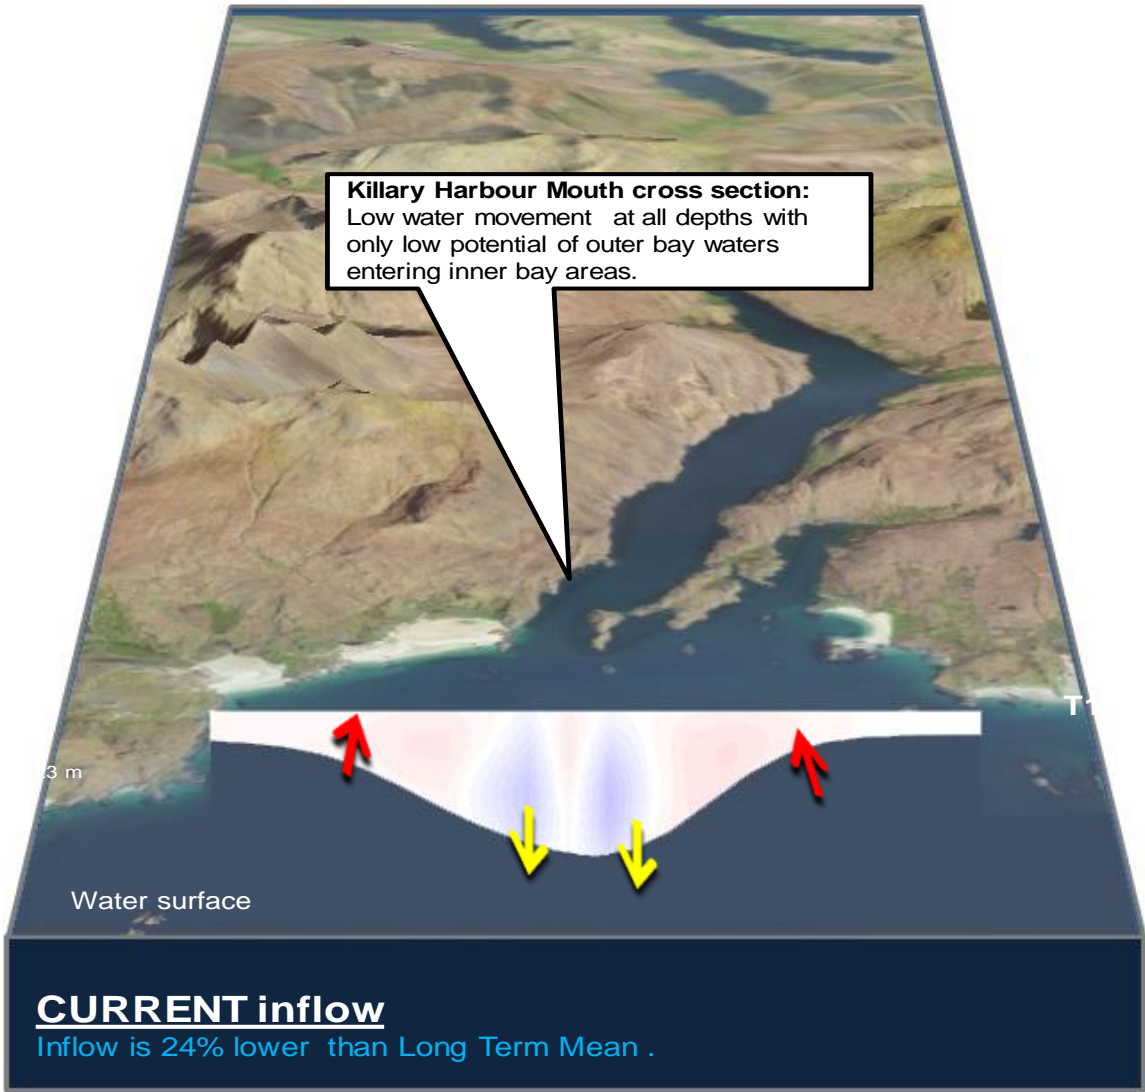 Killary Harbour Mouth cross section:
Low water movement at all depths with
only low potential of outer bay waters
entering inner bay areas.
3 m
Water surface
CURRENT inflow
Inflow is 24% lower than Long Term Mean .